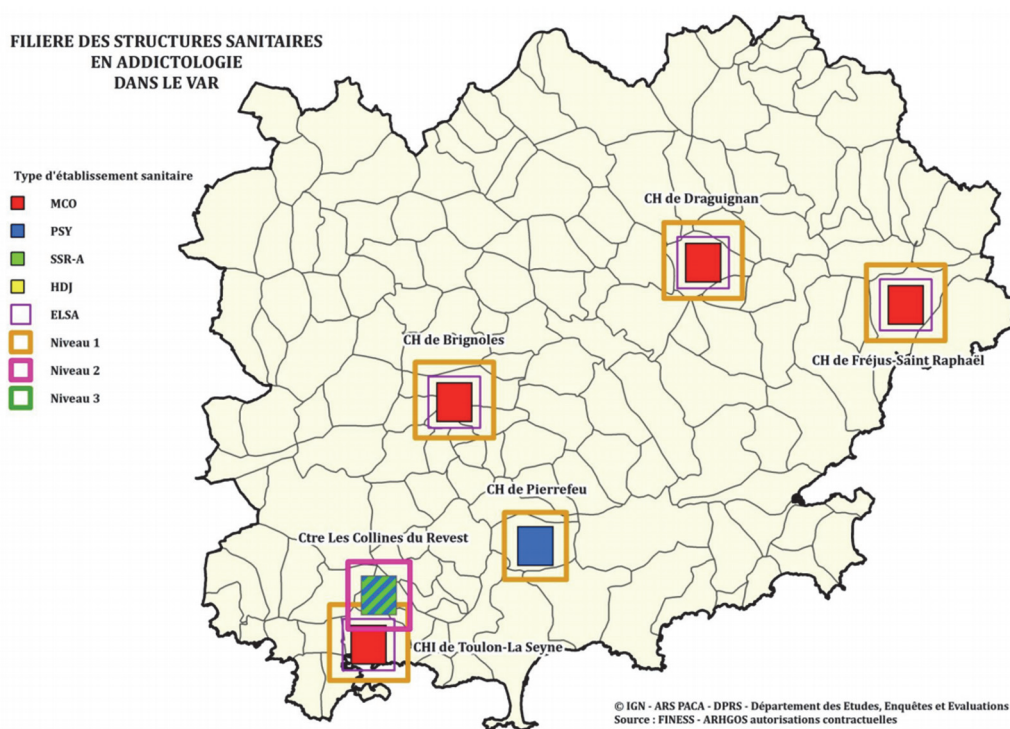 FILIERE DES STRUCTURES SANITAIRES
EN ADDICTOLOGIE
DANS LE VAR
Type d'établissement sanitaire
MCO
PSY
SSR-A
HDJ
ELSA
Niveau 1
Niveau 2
Niveau 3
CH de Draguignan
CH de Fréjus-Saint Raphaël
CH de Brignoles
CH de Pierrefeu
Ctre Les Collines du Revest
CHI de Toulon-La Seyne
© IGN - ARS PACA - DPRS - Département des Etudes, Enquêtes et Evaluations
Source : FINESS - ARHGOS autorisations contractuelles